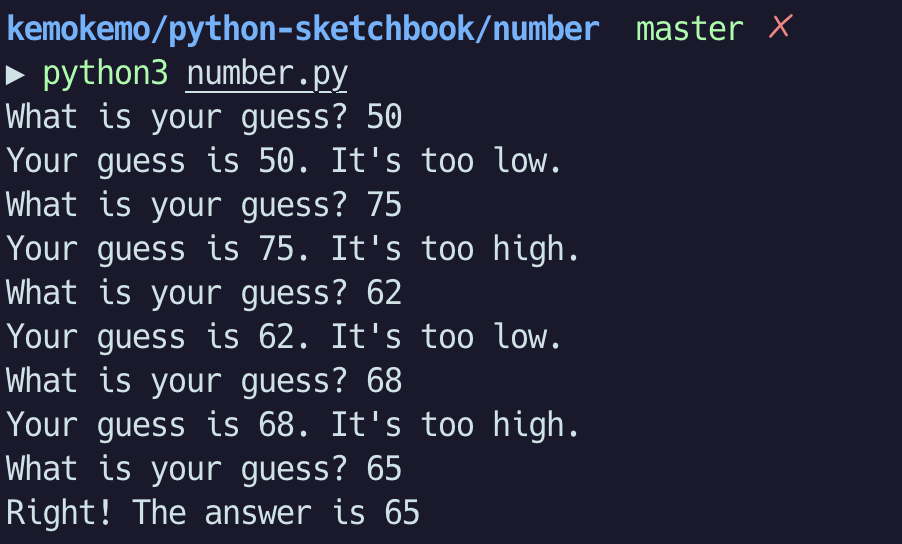 kemokemo/python-sketchbook/number master ✗
▶ python3 number.py
What is your guess? 50
Your guess is 50. It's too low.
What is your guess? 75
Your guess is 75. It's too high.
What is your guess? 62
Your guess is 62. It's too low.
What is your guess? 68
Your guess is 68. It's too high.
What is your guess? 65
Right! The answer is 65